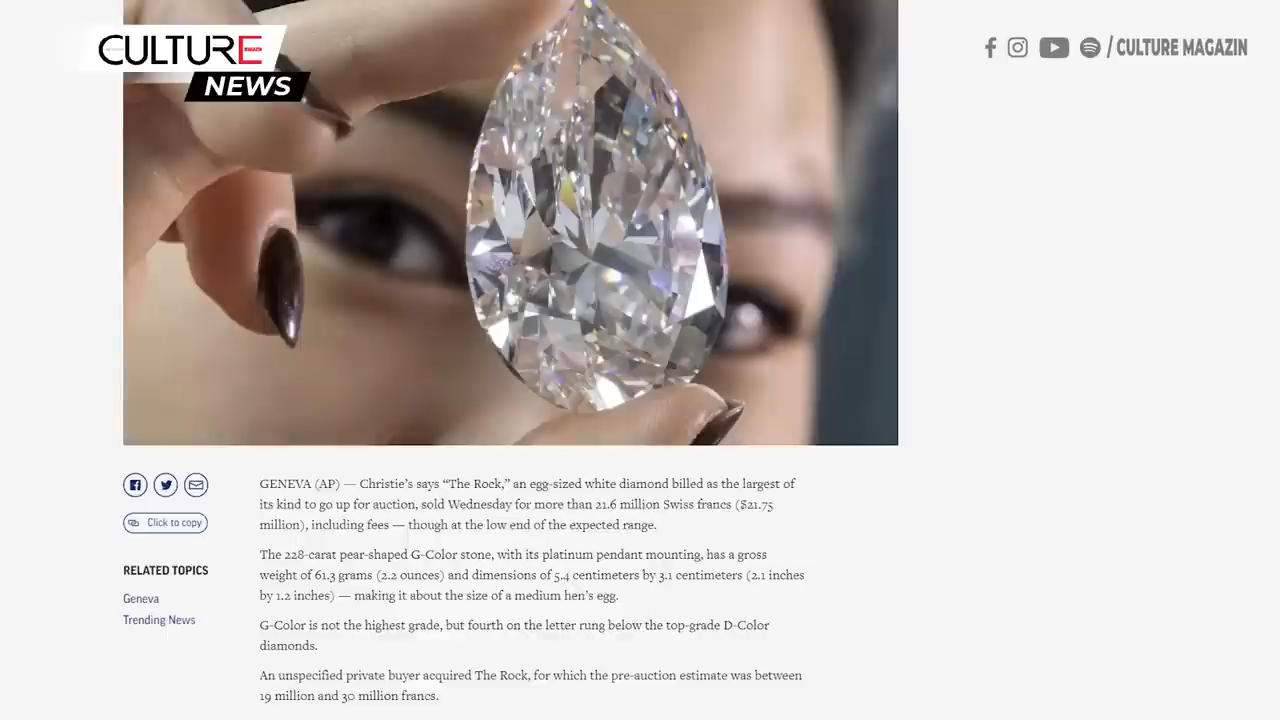 CULTURE
NEWS
/ CULTURE MAGAZIN
GENEVA (AP) — Christie’s says “The Rock,” an egg-sized white diamond billed as the largest of
its kind to go up for auction, sold Wednesday for more than 21.6 million Swiss francs ($21.75
million), including fees — though at the low end of the expected range.
Click to copy
The 228-carat pear-shaped G-Color stone, with its platinum pendant mounting, has a gross
weight of 61.3 grams (2.2 ounces) and dimensions of 5.4 centimeters by 3.1 centimeters (2.1 inches
by 1.2 inches) — making it about the size of a medium hen’s egg.
RELATED TOPICS
Geneva
Trending News
G-Color is not the highest grade, but fourth on the letter rung below the top-grade D-Color
diamonds.
An unspecified private buyer acquired The Rock, for which the pre-auction estimate was between
19 million and 30 million francs.